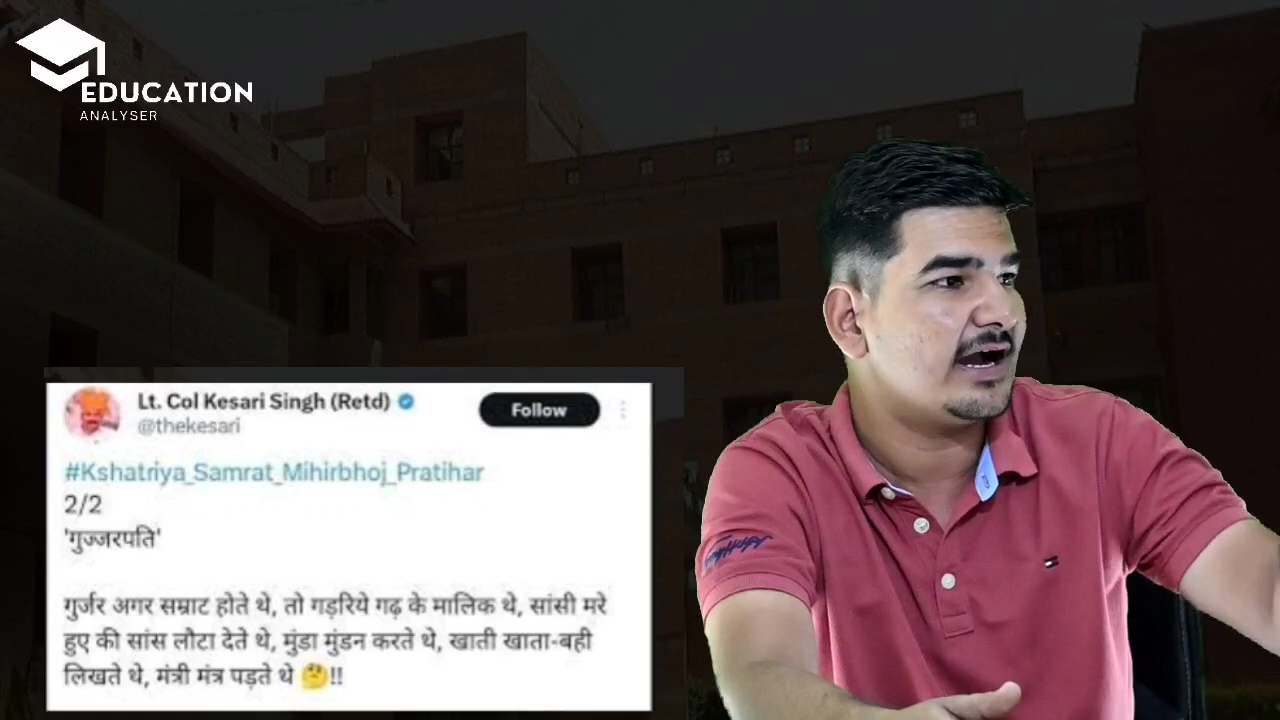 EDUCATION
ANALYSER
Lt. Col Kesari Singh (Retd)
Follow
@thekesari
#Kshatriya_Samrat_Mihirbhoj_Pratihar
2/2
'गुज्जरपति'
गुर्जर अगर सम्राट होते थे, तो गड़रिये गढ़ के मालिक थे, सांसी मरे
हुए की सांस लौटा देते थे, मुंडा मुंडन करते थे, खाती खाता-बही
लिखते थे, मंत्री मंत्र पड़ते थे 🤔!!